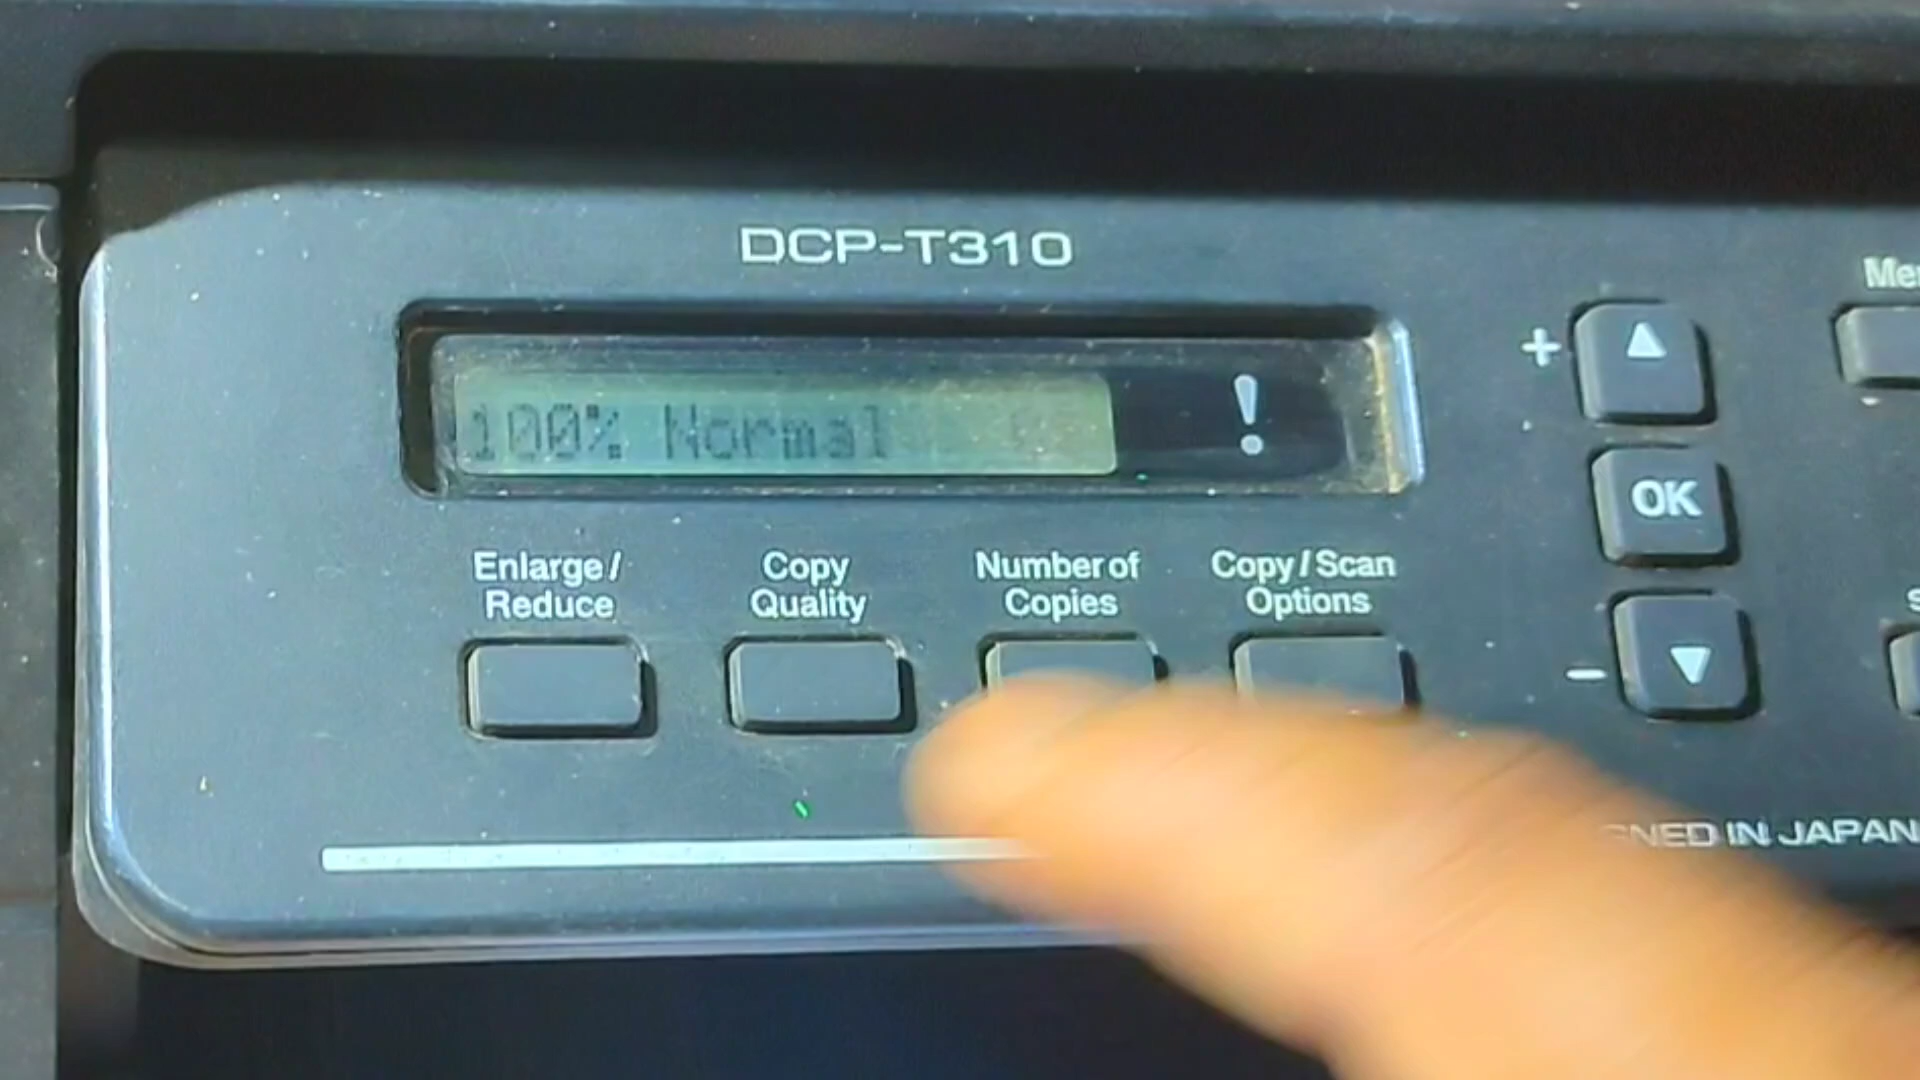 DCP-T310
100% Normal
!
Enlarge /
Reduce
Copy
Quality
Number of
Copies
Copy / Scan
Options
+
OK
-
NED IN JAPAN